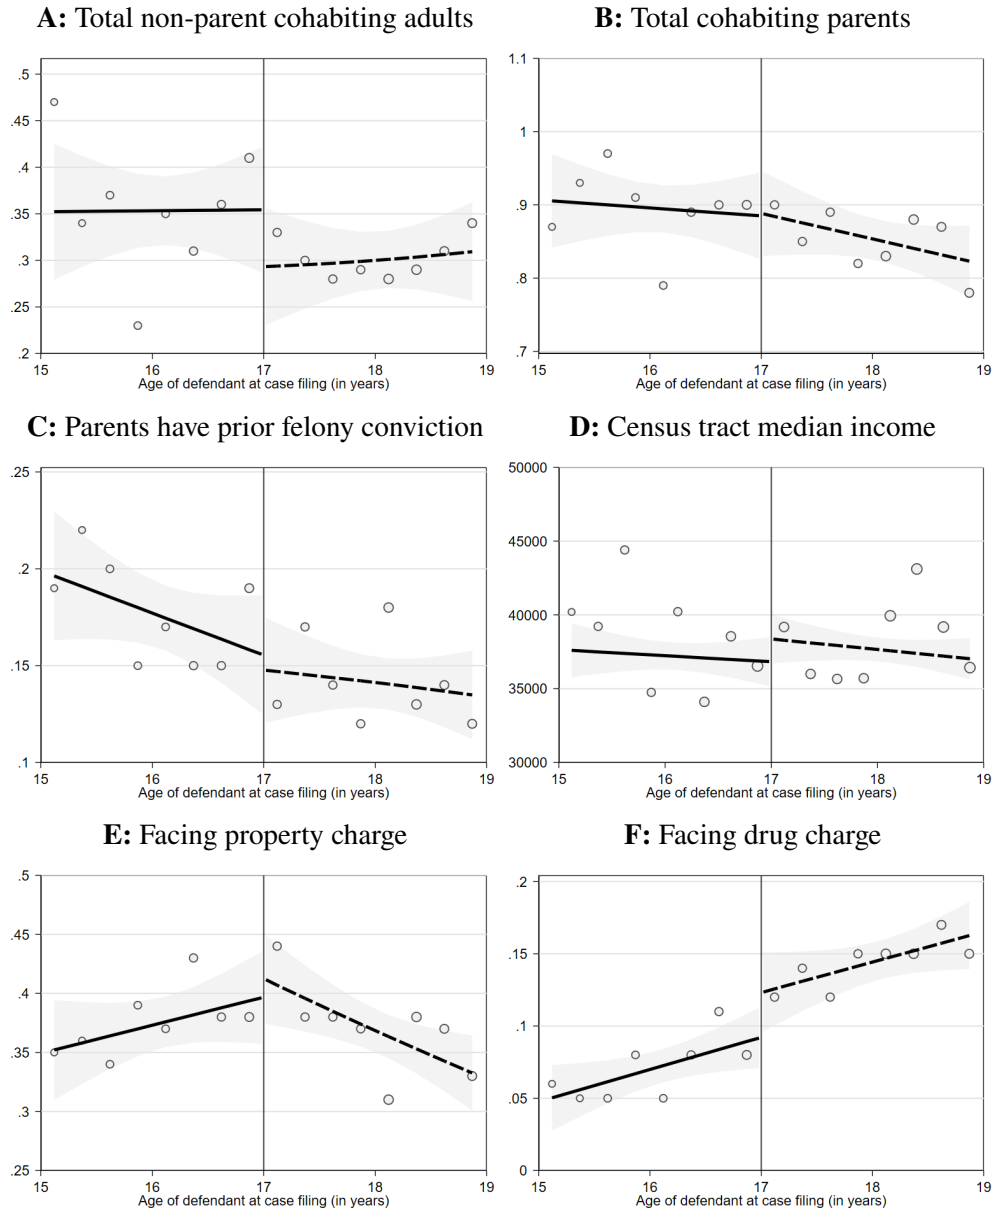 A: Total non-parent cohabiting adults
.5
.45
.4
.35
.3
.25
.2
15 16 17 18 19
Age of defendant at case filing (in years)
B: Total cohabiting parents
1.1
1
.9
.8
.7
15 16 17 18 19
Age of defendant at case filing (in years)
C: Parents have prior felony conviction
.25
.2
.15
.1
15 16 17 18 19
Age of defendant at case filing (in years)
D: Census tract median income
50000
45000
40000
35000
30000
15 16 17 18 19
Age of defendant at case filing (in years)
E: Facing property charge
.5
.45
.4
.35
.3
.25
15 16 17 18 19
Age of defendant at case filing (in years)
F: Facing drug charge
.2
.15
.1
.05
0
15 16 17 18 19
Age of defendant at case filing (in years)